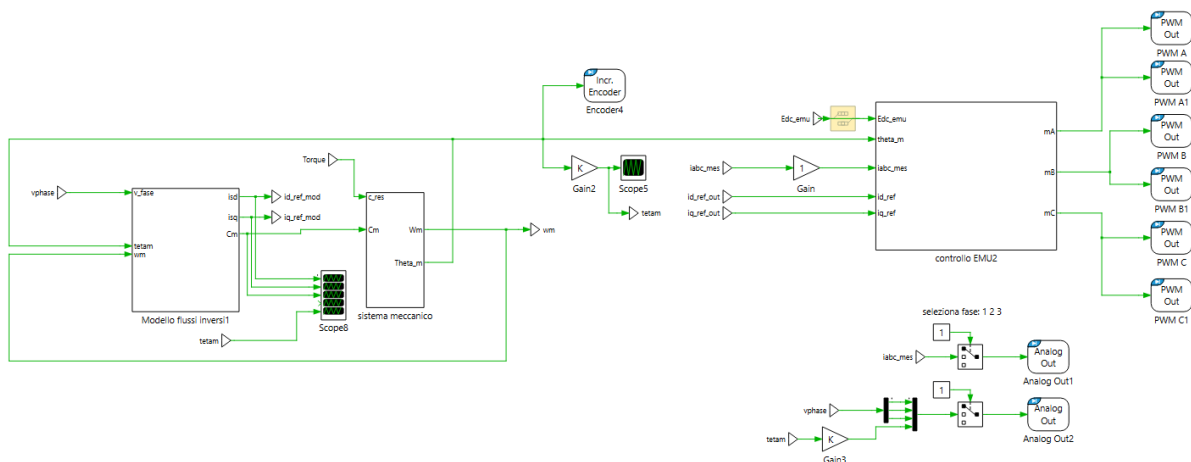 PWM
Out
PWM A
PWM
Out
PWM A1
Incr.
Encoder
Encoder4
Edc_emu
Edc_emu
theta_m
mA
PWM
Out
PWM B
Torque
K
Gain2
Scope5
iabc_mes
1
Gain
iabc_mes
mB
PWM
Out
PWM B1
vphase
v_fase
isd
id_ref_mod
c_res
id_ref_out
id_ref
isq
iq_ref_mod
tetam
iq_ref_out
iq_ref
mC
Cm
Cm
Wm
wm
PWM
Out
PWM C
tetam
wm
Theta_m
controllo EMU2
PWM
Out
PWM C1
Modello flussi inversi1
Scope8
sistema meccanico
tetam
seleziona fase: 1 2 3
1
iabc_mes
Analog
Out
Analog Out1
1
vphase
Analog
Out
Analog Out2
tetam
K
Gain3